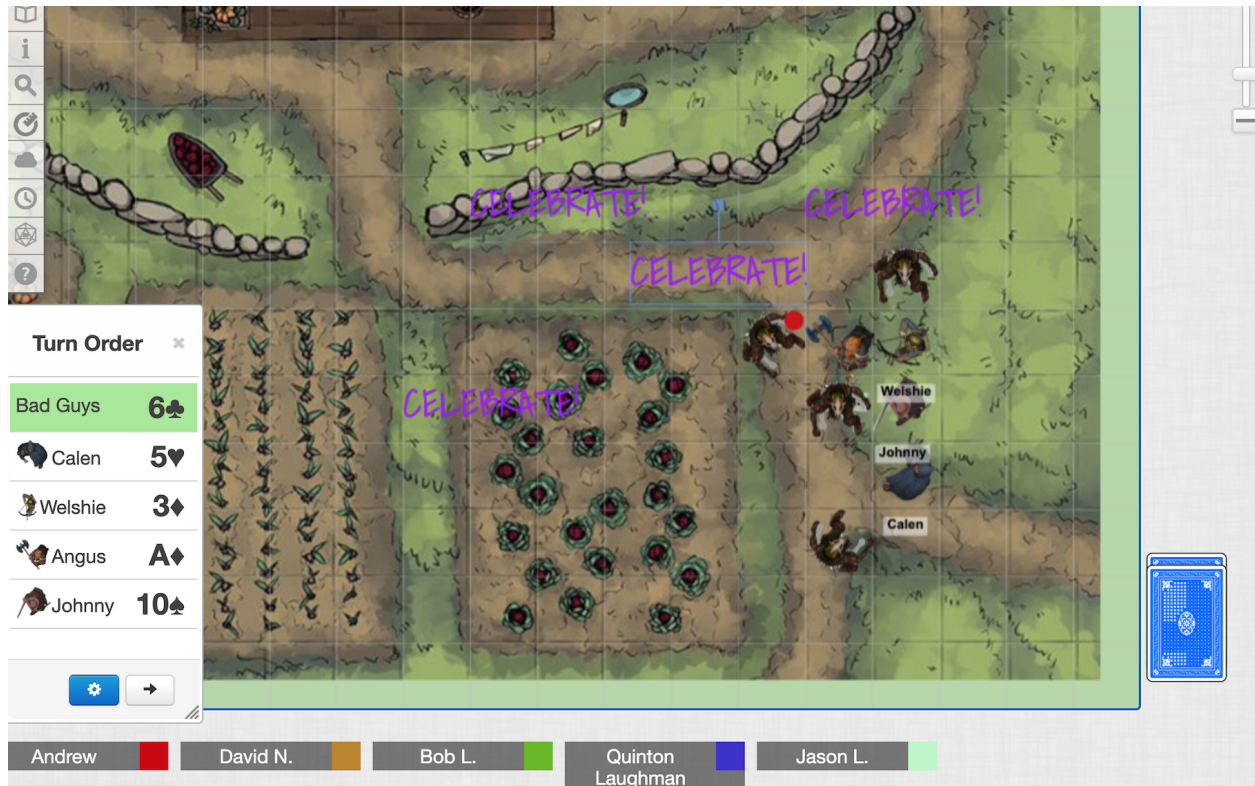 CELEBRATE!
CELEBRATE!
CELEBRATE!
CELEBRATE!
Welshie
Johnny
Calen
Turn Order ×
Bad Guys 6♣
Calen 5♥
Welshie 3♦
Angus A♦
Johnny 10♠
Andrew
David N.
Bob L.
Quinton
Laughman
Jason L.